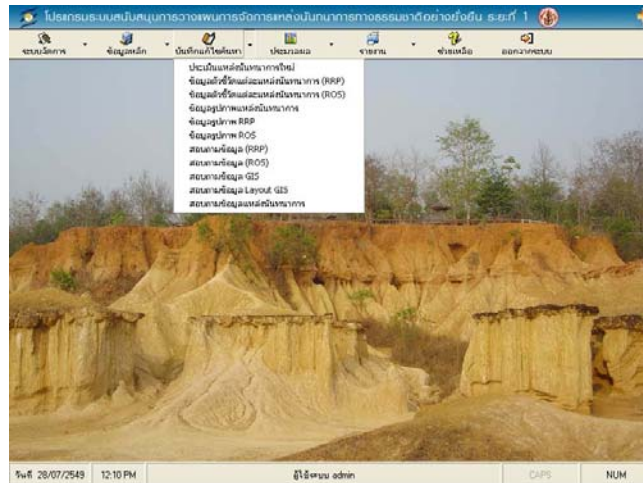 โปรแกรมระบบสนับสนุนการวางแผนการจัดการแหล่งนันทนาการทางธรรมชาติอย่างยั่งยืน ระยะที่ 1
ระบบจัดการ ข้อมูลหลัก บันทึกแก้ไขค้นหา ประมวลผล รายงาน ช่วยเหลือ ออกจากระบบ
ประเมินแหล่งนันทนาการใหม่
ข้อมูลตัวชี้วัดแต่ละแหล่งนันทนาการ (RRP)
ข้อมูลตัวชี้วัดแต่ละแหล่งนันทนาการ (ROS)
ข้อมูลรูปภาพแหล่งนันทนาการ
ข้อมูลรูปภาพ RRP
ข้อมูลรูปภาพ ROS
สอบถามข้อมูล (RRP)
สอบถามข้อมูล (ROS)
สอบถามข้อมูล GIS
สอบถามข้อมูล Layout GIS
สอบถามข้อมูลแหล่งนันทนาการ
วันที่ 28/07/2549 12:10 PM ผู้ใช้ระบบ admin CAPS NUM